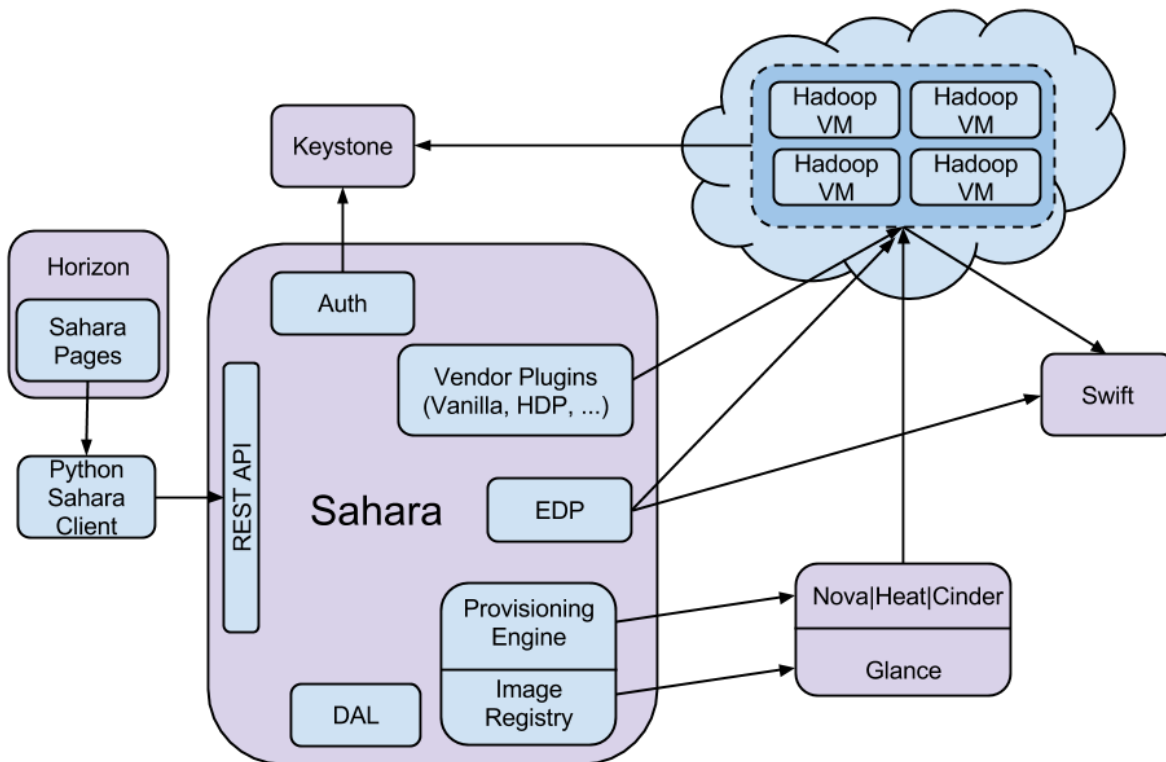 Hadoop
VM
Hadoop
VM
Hadoop
VM
Hadoop
VM
Keystone
Horizon
Sahara
Pages
Auth
Vendor Plugins
(Vanilla, HDP, ...)
Swift
Python
Sahara
Client
REST API
Sahara
EDP
Provisioning
Engine
Nova|Heat|Cinder
Glance
Image
Registry
DAL